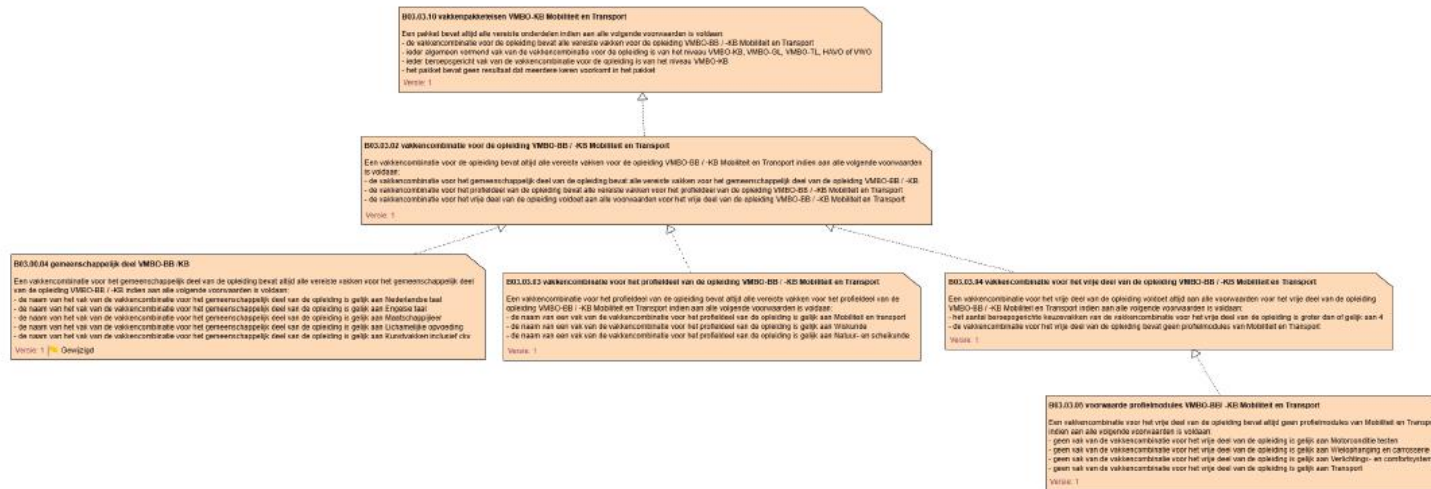 B03.03.10 vakkenpakketeisen VMBO-KB Mobiliteit en Transport
Een pakket bevat altijd alle vereiste onderdelen indien aan alle volgende voorwaarden is voldaan:
- de vakkencombinatie voor de opleiding bevat alle vereiste vakken voor de opleiding VMBO-BB / -KB Mobiliteit en Transport
- ieder algemeen vormend vak van de vakkencombinatie voor de opleiding is van het niveau VMBO-KB, VMBO-GL, VMBO-TL, HAVO of VWO
- ieder beroepsgericht vak van de vakkencombinatie voor de opleiding is van het niveau VMBO-KB
- het pakket bevat geen resultaat dat meerdere keren voorkomt in het pakket
Versie: 1
B03.03.02 vakkencombinatie voor de opleiding VMBO-BB / -KB Mobiliteit en Transport
Een vakkencombinatie voor de opleiding bevat altijd alle vereiste vakken voor de opleiding VMBO-BB / -KB Mobiliteit en Transport indien aan alle volgende voorwaarden
is voldaan:
- de vakkencombinatie voor het gemeenschappelijk deel van de opleiding bevat alle vereiste vakken voor het gemeenschappelijk deel van de opleiding VMBO-BB / -KB
- de vakkencombinatie voor het profieldeel van de opleiding bevat alle vereiste vakken voor het profieldeel van de opleiding VMBO-BB / -KB Mobiliteit en Transport
- de vakkencombinatie voor het vrije deel van de opleiding voldoet aan alle voorwaarden voor het vrije deel van de opleiding VMBO-BB / -KB Mobiliteit en Transport
Versie: 1
B03.00.04 gemeenschappelijk deel VMBO-BB /KB
Een vakkencombinatie voor het gemeenschappelijk deel van de opleiding bevat altijd alle vereiste vakken voor het gemeenschappelijk deel
van de opleiding VMBO-BB / -KB indien aan alle volgende voorwaarden is voldaan:
- de naam van het vak van de vakkencombinatie voor het gemeenschappelijk deel van de opleiding is gelijk aan Nederlandse taal
- de naam van het vak van de vakkencombinatie voor het gemeenschappelijk deel van de opleiding is gelijk aan Engelse taal
- de naam van het vak van de vakkencombinatie voor het gemeenschappelijk deel van de opleiding is gelijk aan Maatschappijleer
- de naam van het vak van de vakkencombinatie voor het gemeenschappelijk deel van de opleiding is gelijk aan Lichamelijke opvoeding
- de naam van het vak van de vakkencombinatie voor het gemeenschappelijk deel van de opleiding is gelijk aan Kunstvakken inclusief ckv
Versie: 1 Gewijzigd
B03.03.03 vakkencombinatie voor het profieldeel van de opleiding VMBO-BB / -KB Mobiliteit en Transport
Een vakkencombinatie voor het profieldeel van de opleiding bevat altijd alle vereiste vakken voor het profieldeel van de
opleiding VMBO-BB / -KB Mobiliteit en Transport indien aan alle volgende voorwaarden is voldaan:
- de naam van een vak van de vakkencombinatie voor het profieldeel van de opleiding is gelijk aan Mobiliteit en transport
- de naam van een vak van de vakkencombinatie voor het profieldeel van de opleiding is gelijk aan Wiskunde
- de naam van een vak van de vakkencombinatie voor het profieldeel van de opleiding is gelijk aan Natuur- en scheikunde
Versie: 1
B03.03.04 vakkencombinatie voor het vrije deel van de opleiding VMBO-BB / -KB Mobiliteit en Transport
Een vakkencombinatie voor het vrije deel van de opleiding voldoet altijd aan alle voorwaarden voor het vrije deel van de opleiding
VMBO-BB / -KB Mobiliteit en Transport indien aan alle volgende voorwaarden is voldaan:
- het aantal beroepsgerichte keuzevakken van de vakkencombinatie voor het vrije deel van de opleiding is groter dan of gelijk aan 4
- de vakkencombinatie voor het vrije deel van de opleiding bevat geen profielmodules van Mobiliteit en Transport
Versie: 1
B03.03.05 voorwaarde profielmodules VMBO-BB/ -KB Mobiliteit en Transport
Een vakkencombinatie voor het vrije deel van de opleiding bevat altijd geen profielmodules van Mobiliteit en Transport
indien aan alle volgende voorwaarden is voldaan:
- geen vak van de vakkencombinatie voor het vrije deel van de opleiding is gelijk aan Motorconditie testen
- geen vak van de vakkencombinatie voor het vrije deel van de opleiding is gelijk aan Wielophanging en carrosserie
- geen vak van de vakkencombinatie voor het vrije deel van de opleiding is gelijk aan Verlichtings- en comfortsystemen
- geen vak van de vakkencombinatie voor het vrije deel van de opleiding is gelijk aan Transport
Versie: 1